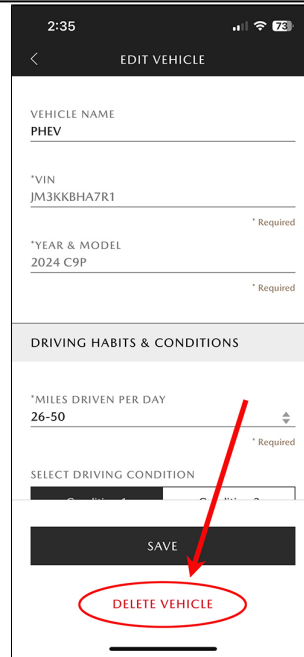 2:35
73
EDIT VEHICLE
VEHICLE NAME
PHEV
*VIN
JM3KKBHA7R1
* Required
*YEAR & MODEL
2024 C9P
* Required
DRIVING HABITS & CONDITIONS
*MILES DRIVEN PER DAY
26-50
* Required
SELECT DRIVING CONDITION
SAVE
DELETE VEHICLE